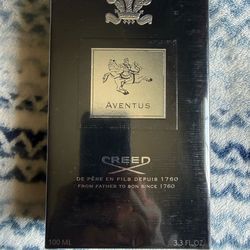 AVENTUS
CREED
DE PÈRE EN FILS DEPUIS 1760
FROM FATHER TO SON SINCE 1760
100 ML 3.3 FL.OZ